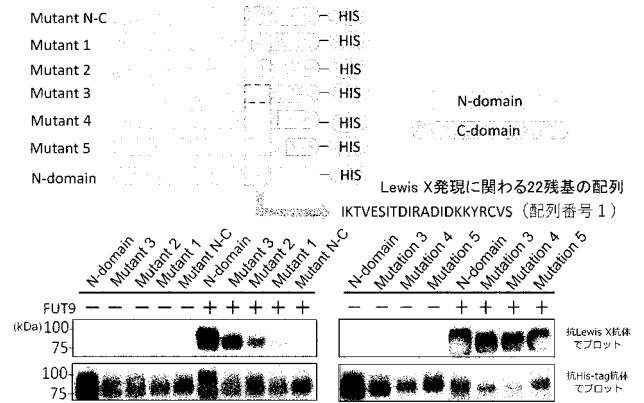 Mutant N-C
HIS
Mutant 1
HIS
Mutant 2
HIS
Mutant 3
HIS
Mutant 4
HIS
Mutant 5
HIS
N-domain
HIS
N-domain
C-domain
Lewis X発現に関わる22残基の配列
IKTVESITDIRADIDKKYRCVS（配列番号１）
N-domain Mutant 3 Mutant 2 Mutant 1 Mutant N-C N-domain Mutant 3 Mutant 2 Mutant 1 Mutant N-C
N-domain Mutation 3 Mutation 4 Mutation 5 N-domain Mutation 3 Mutation 4 Mutation 5
FUT9 − − − − − + + + + +
− − − − + + + +
(kDa) 100
75
抗Lewis X抗体
でブロット
100
75
抗His-tag抗体
でブロット